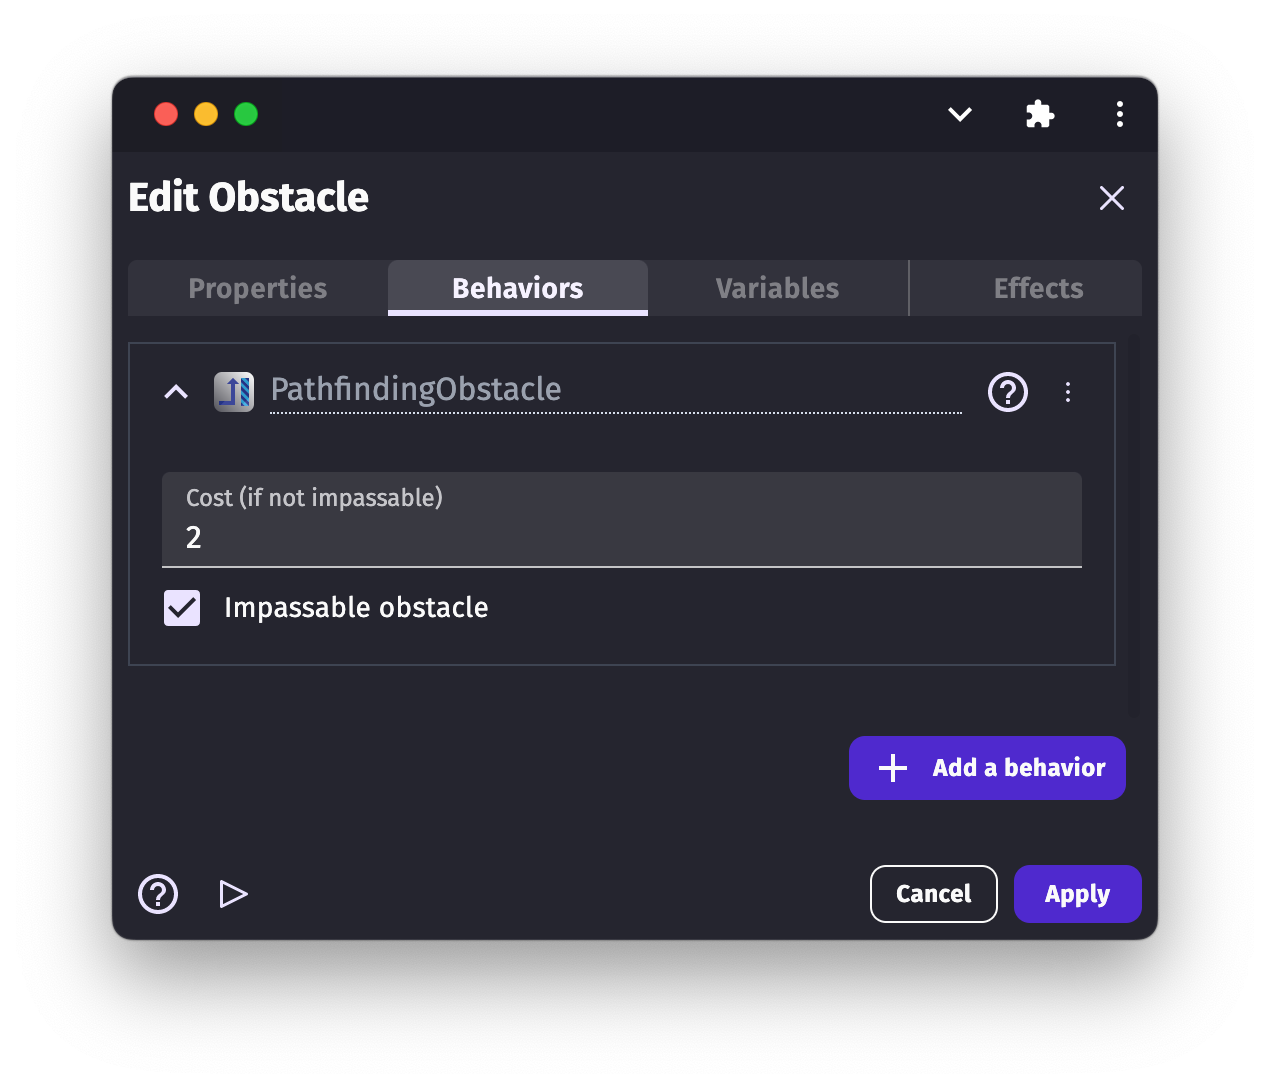 Edit Obstacle
Properties Behaviors Variables Effects
PathfindingObstacle
Cost (if not impassable)
2
Impassable obstacle
Add a behavior
Cancel Apply